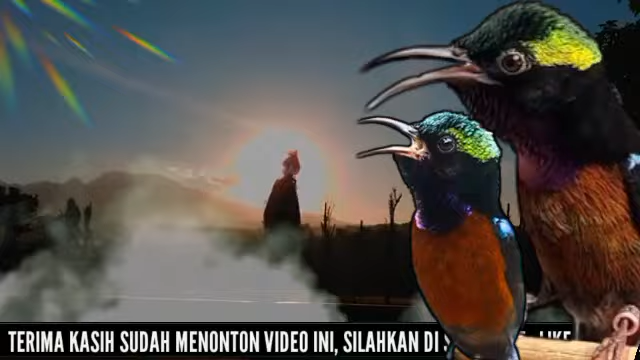 TERIMA KASIH SUDAH MENONTON VIDEO INI, SILAHKAN DI LIKE